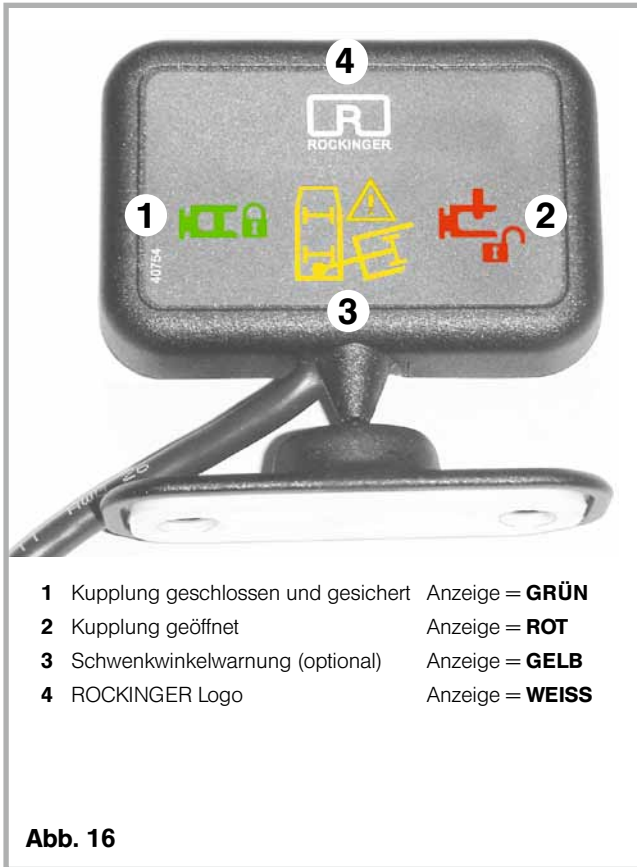 4
R
ROCKINGER
1
2
40754
3
1 Kupplung geschlossen und gesichert Anzeige = GRÜN
2 Kupplung geöffnet Anzeige = ROT
3 Schwenkwinkelwarnung (optional) Anzeige = GELB
4 ROCKINGER Logo Anzeige = WEISS
Abb. 16